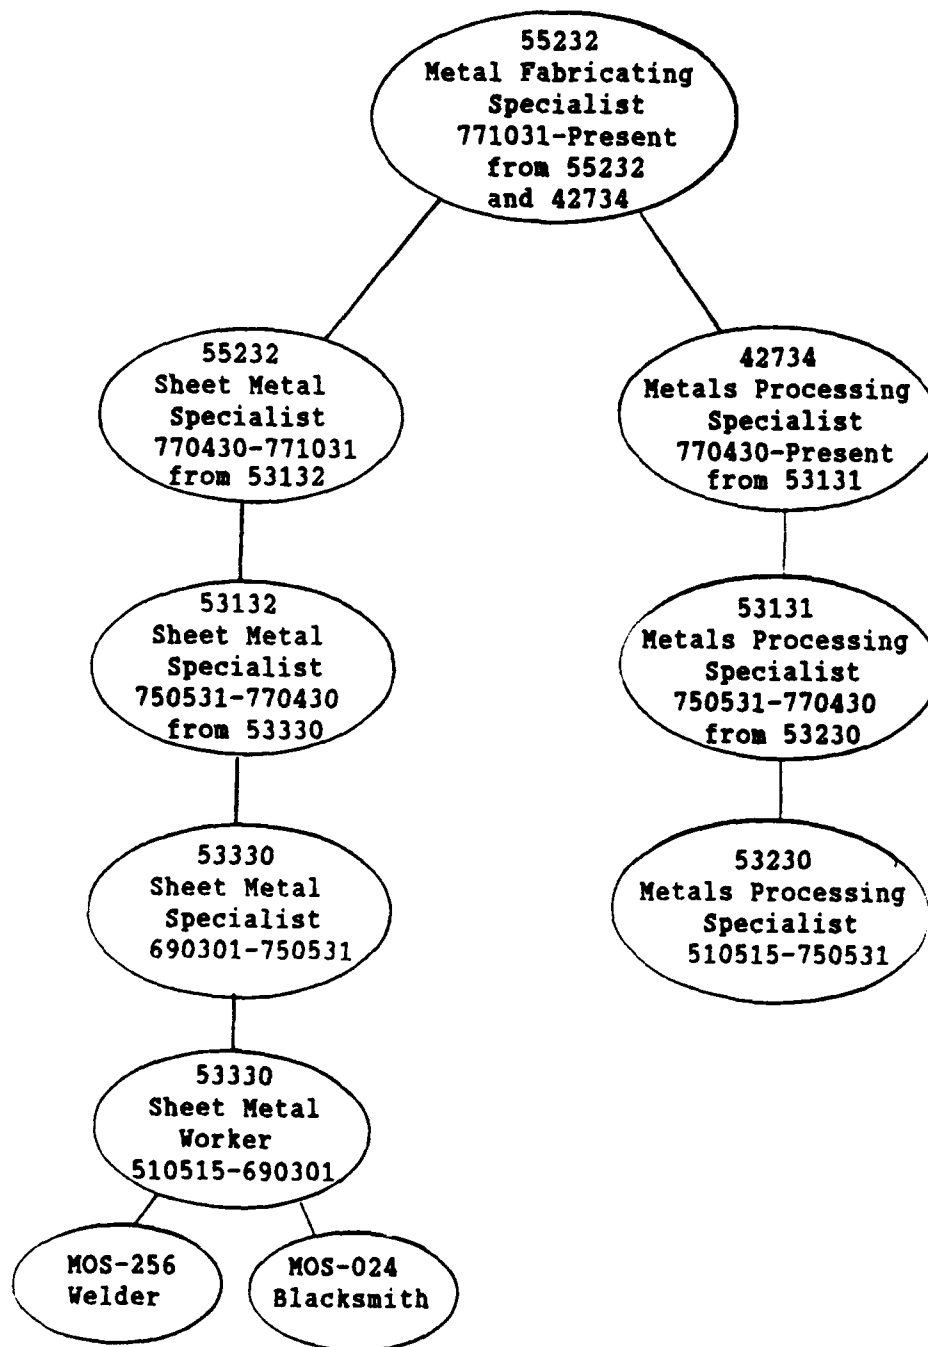 55232
Metal Fabricating
Specialist
771031-Present
from 55232
and 42734
55232
Sheet Metal
Specialist
770430-771031
from 53132
42734
Metals Processing
Specialist
770430-Present
from 53131
53132
Sheet Metal
Specialist
750531-770430
from 53330
53131
Metals Processing
Specialist
750531-770430
from 53230
53330
Sheet Metal
Specialist
690301-750531
53230
Metals Processing
Specialist
510515-750531
53330
Sheet Metal
Worker
510515-690301
MOS-256
Welder
MOS-024
Blacksmith